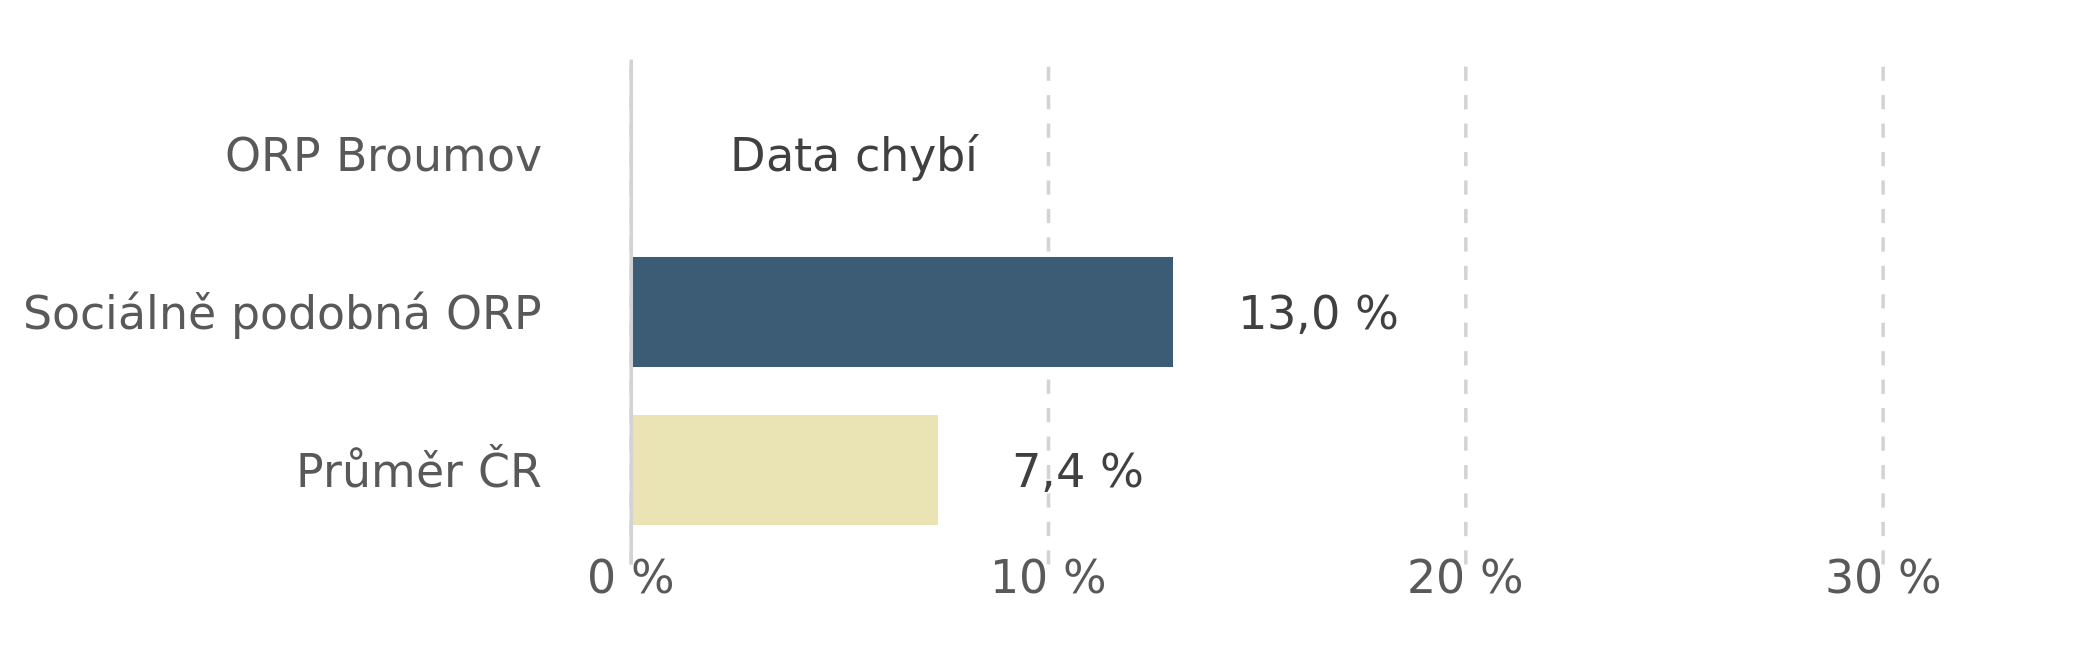 ORP Broumov Data chybí
Sociálně podobná ORP 13,0 %
Průměr ČR 7,4 %
0 % 10 % 20 % 30 %